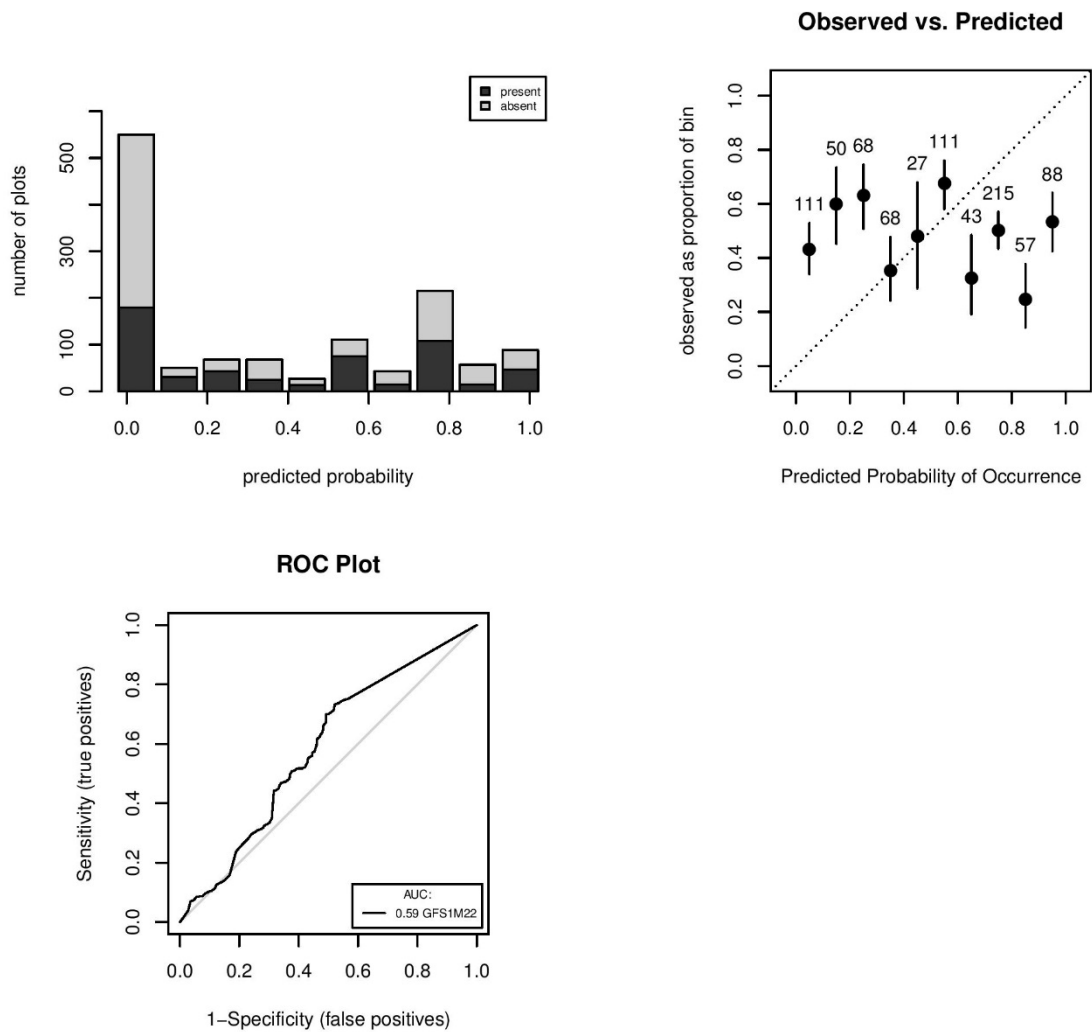 present
absent
number of plots
500
300
100
0
0.0 0.2 0.4 0.6 0.8 1.0
predicted probability
Observed vs. Predicted
observed as proportion of bin
1.0
0.8
0.6
0.4
0.2
0.0
111 50 68 68 27 111 43 215 57 88
0.0 0.2 0.4 0.6 0.8 1.0
Predicted Probability of Occurrence
ROC Plot
Sensitivity (true positives)
1.0
0.8
0.6
0.4
0.2
0.0
AUC:
0.59 GFS1M22
0.0 0.2 0.4 0.6 0.8 1.0
1−Specificity (false positives)